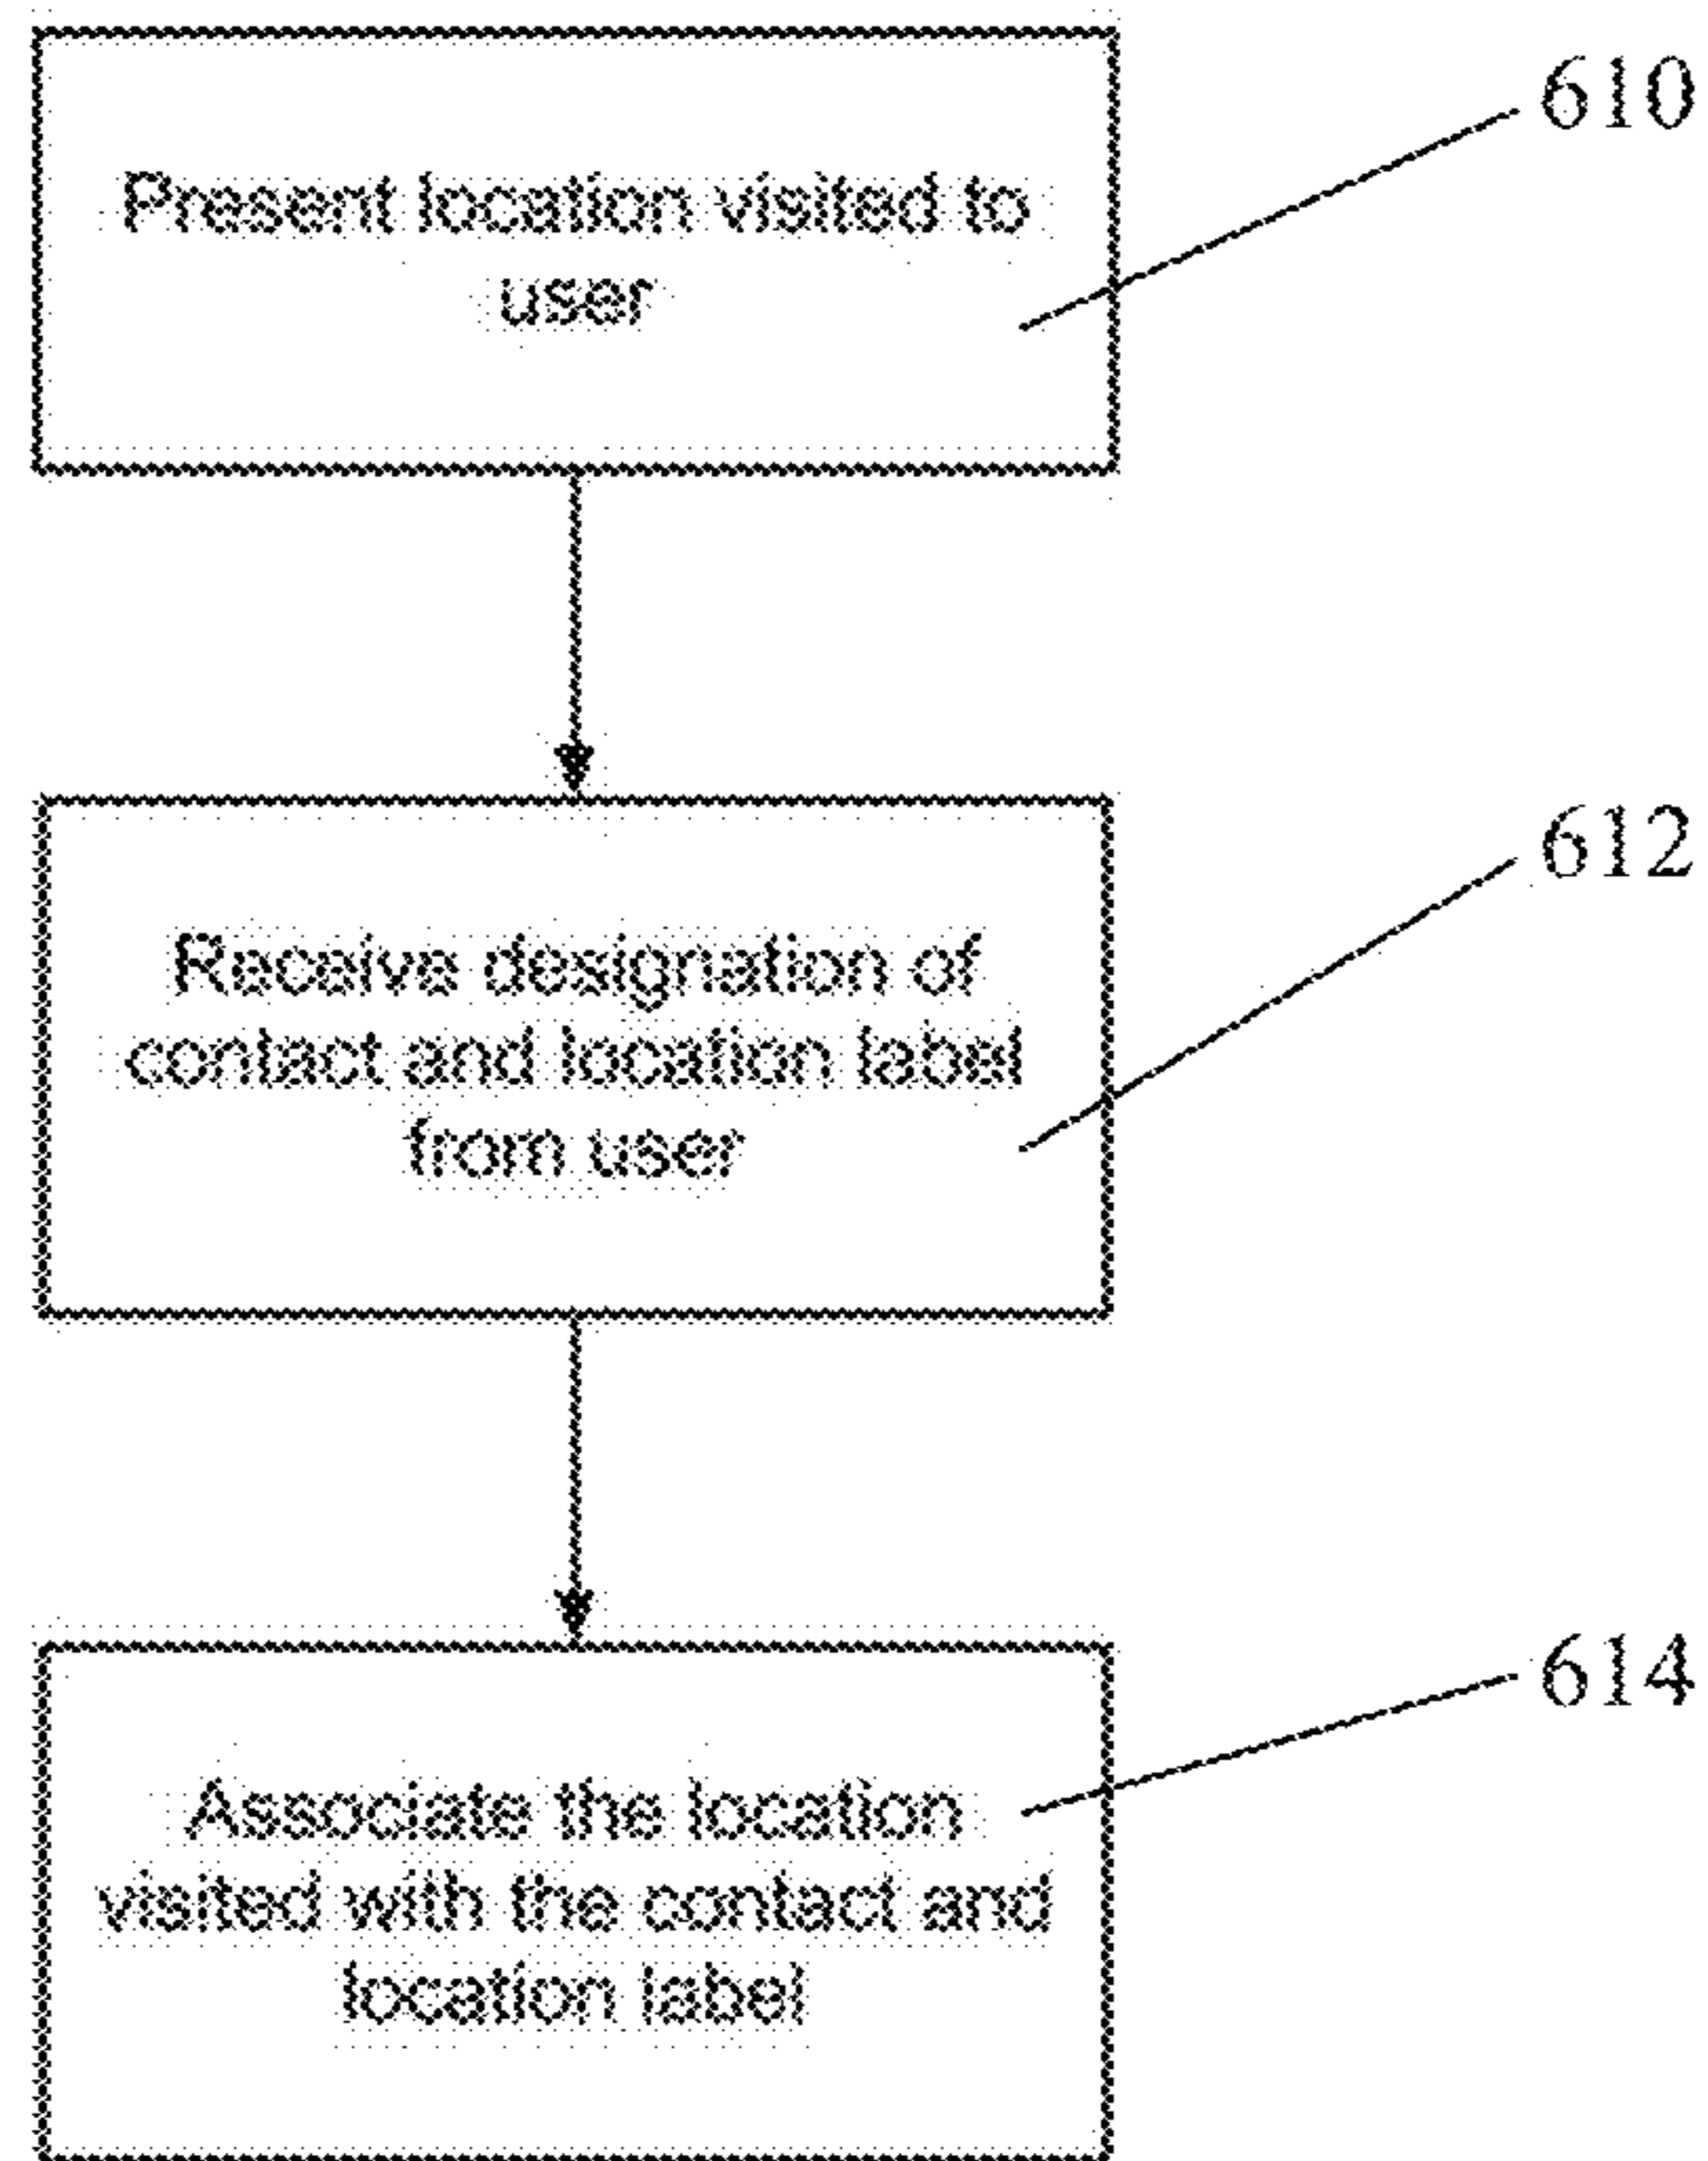 610
Present location visited to
user
612
Receive designation of
contact and location label
from user
614
Associate the location
visited with the contact and
location label